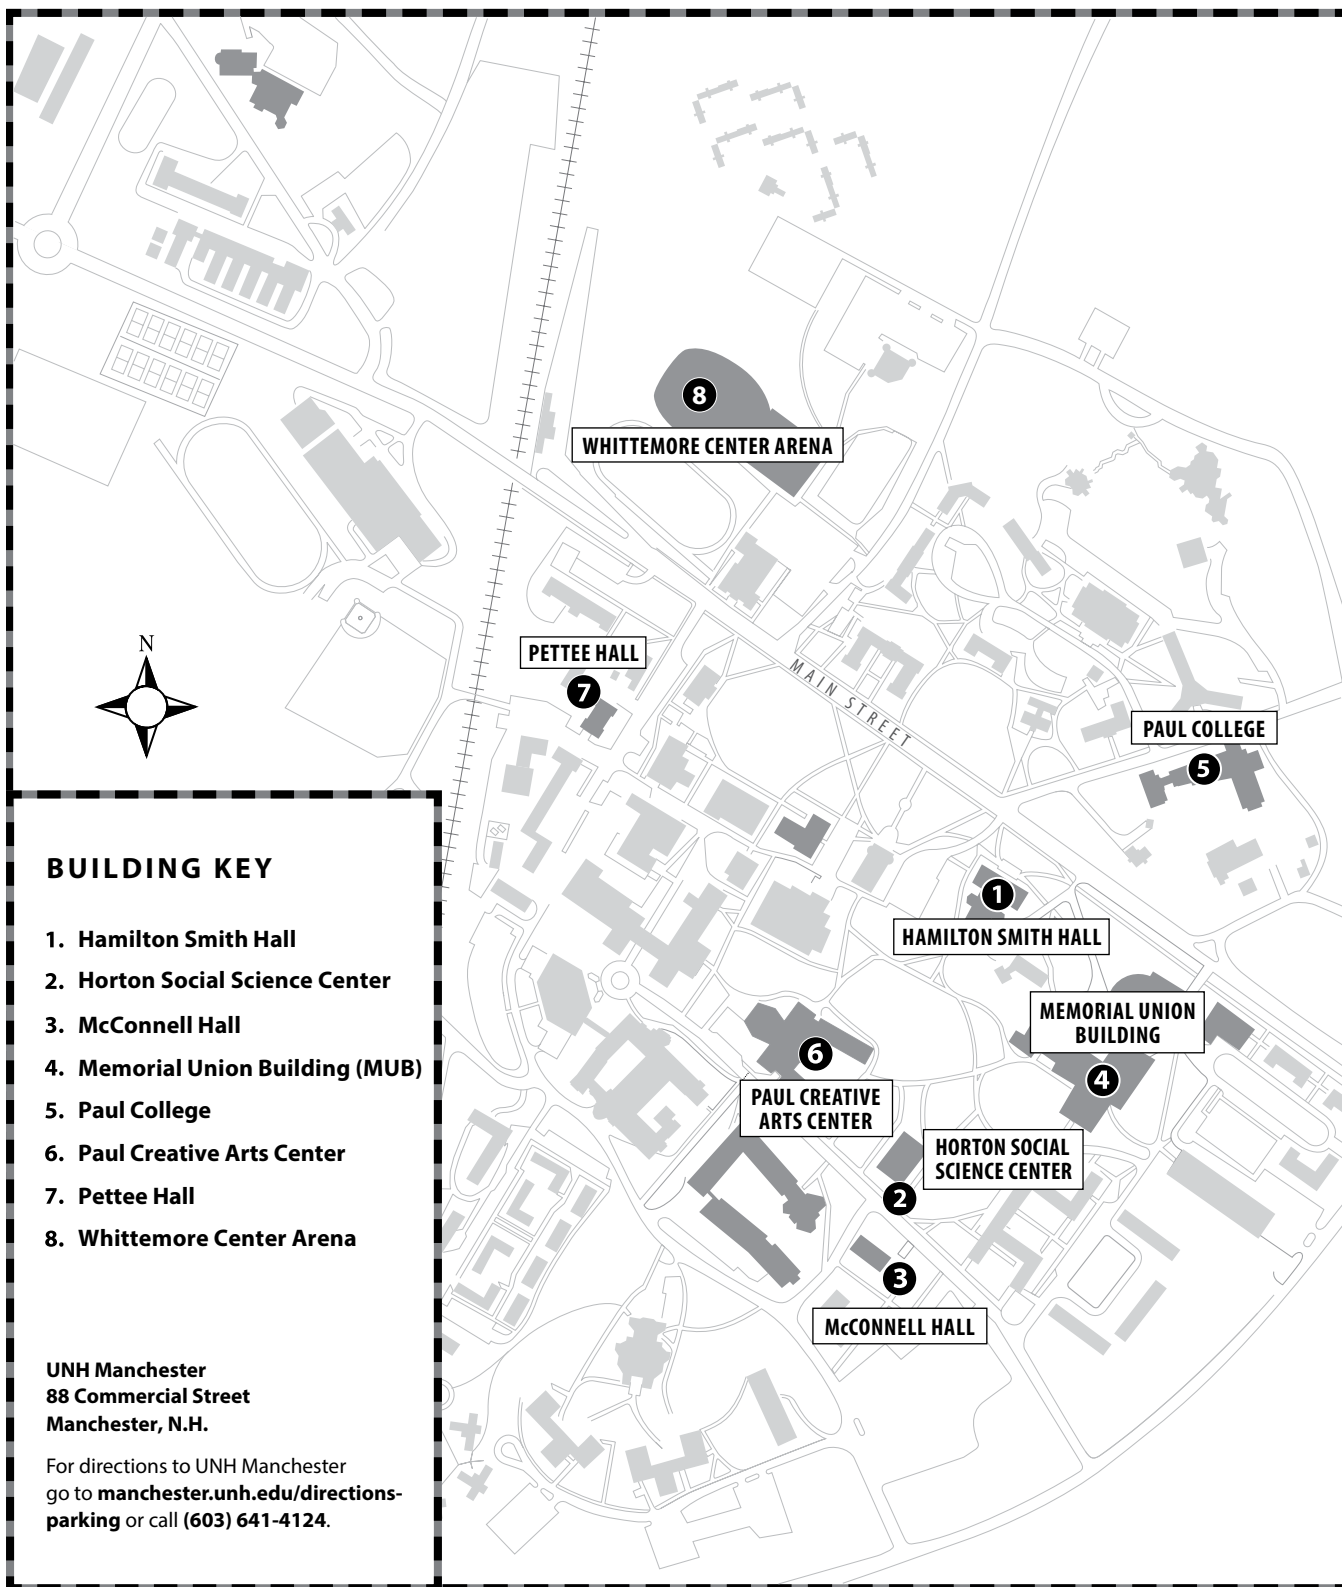 8
WHITTEMORE CENTER ARENA
N
PETTEE HALL
7
MAIN STREET
PAUL COLLEGE
5
1
HAMILTON SMITH HALL
MEMORIAL UNION
BUILDING
4
6
PAUL CREATIVE
ARTS CENTER
HORTON SOCIAL
SCIENCE CENTER
2
3
McCONNELL HALL
BUILDING KEY
1. Hamilton Smith Hall
2. Horton Social Science Center
3. McConnell Hall
4. Memorial Union Building (MUB)
5. Paul College
6. Paul Creative Arts Center
7. Pettee Hall
8. Whittemore Center Arena
UNH Manchester
88 Commercial Street
Manchester, N.H.
For directions to UNH Manchester
go to manchester.unh.edu/directions-
parking or call (603) 641-4124.